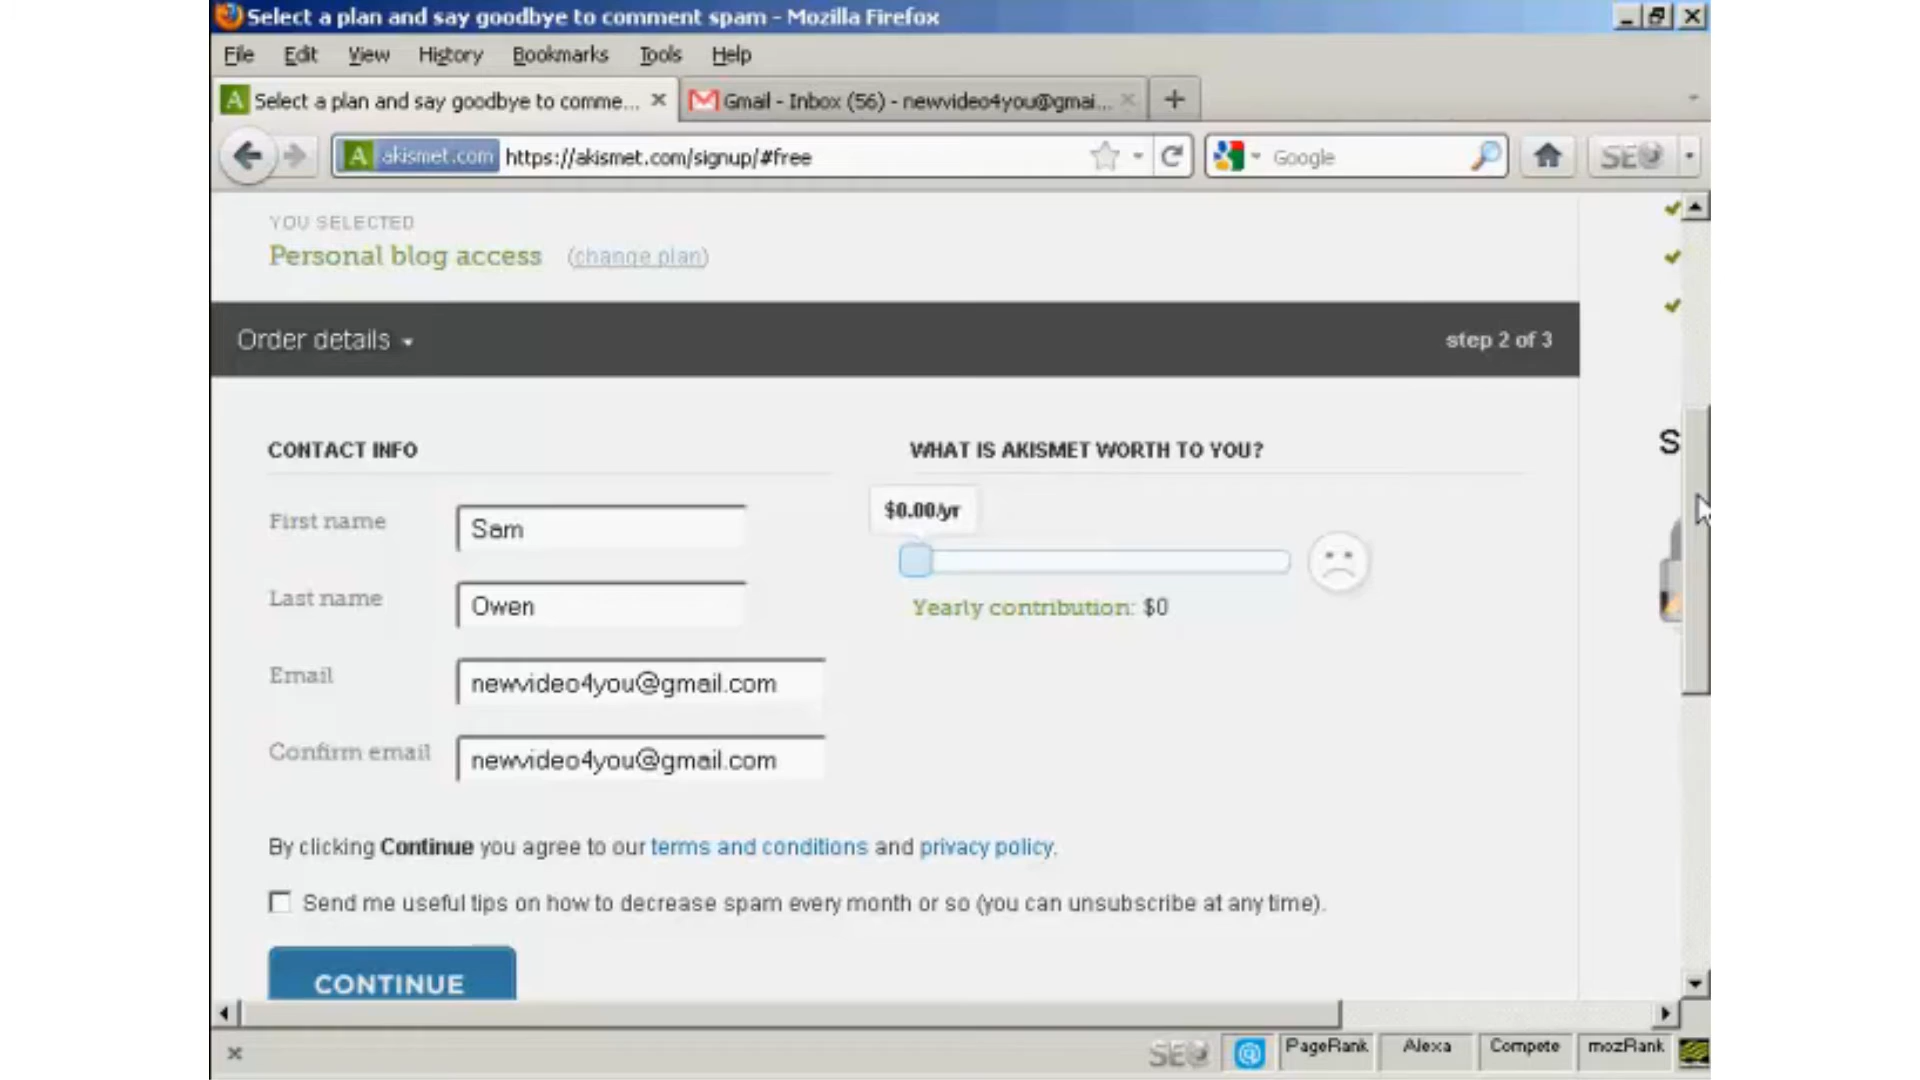 Select a plan and say goodbye to comment spam - Mozilla Firefox
File Edit View History Bookmarks Tools Help
Select a plan and say goodbye to comme... Gmail - Inbox (56) - newvideo4you@gmai...
akismet.com https://akismet.com/signup/#free Google SEO
YOU SELECTED
Personal blog access (change plan)
Order details step 2 of 3
CONTACT INFO WHAT IS AKISMET WORTH TO YOU? S
$0.00/yr
First name Sam
Last name Owen Yearly contribution: $0
Email newvideo4you@gmail.com
Confirm email newvideo4you@gmail.com
By clicking Continue you agree to our terms and conditions and privacy policy.
Send me useful tips on how to decrease spam every month or so (you can unsubscribe at any time).
CONTINUE
SEO PageRank Alexa Compete mozRank